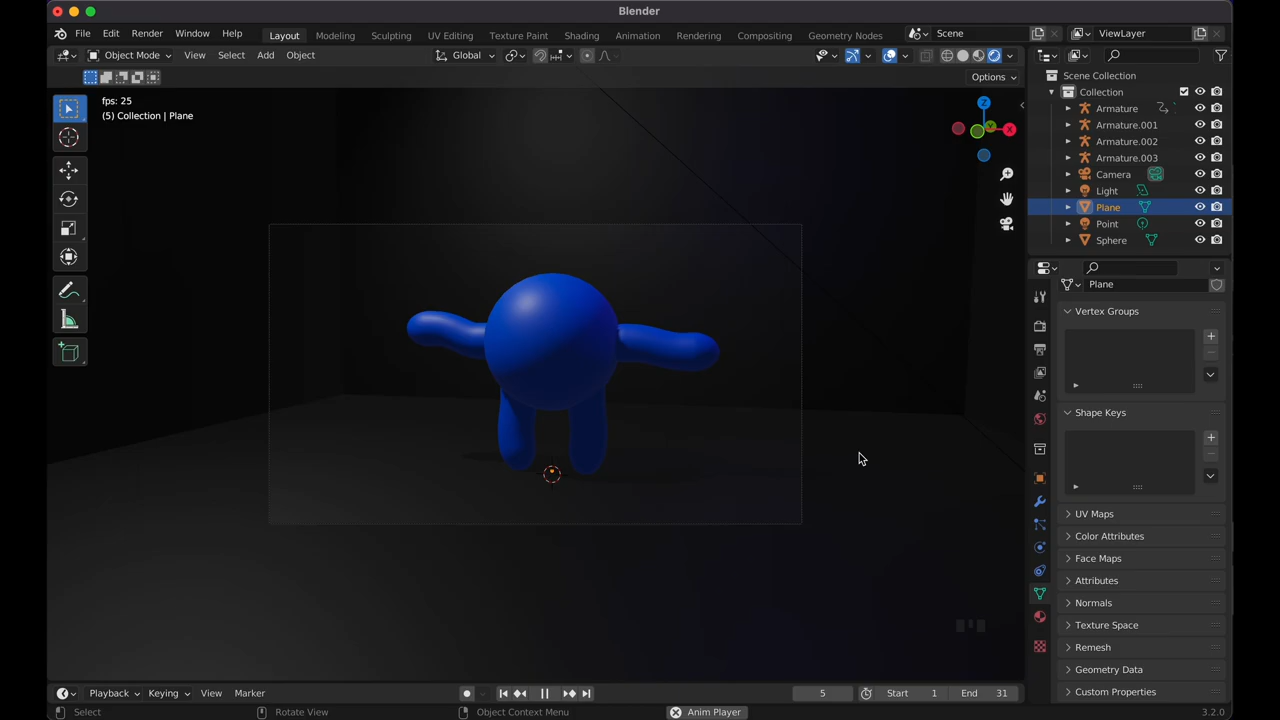 Blender
File Edit Render Window Help Layout Modeling Sculpting UV Editing Texture Paint Shading Animation Rendering Compositing Geometry Nodes Scene ViewLayer
Object Mode View Select Add Object Global
Options
fps: 25
(5) Collection | Plane
Z
Y
X
Scene Collection
Collection
Armature
Armature.001
Armature.002
Armature.003
Camera
Light
Plane
Point
Sphere
Plane
Vertex Groups
Shape Keys
UV Maps
Color Attributes
Face Maps
Attributes
Normals
Texture Space
Remesh
Geometry Data
Custom Properties
Playback Keying View Marker 5 Start 1 End 31
Select Rotate View Object Context Menu Anim Player 3.2.0